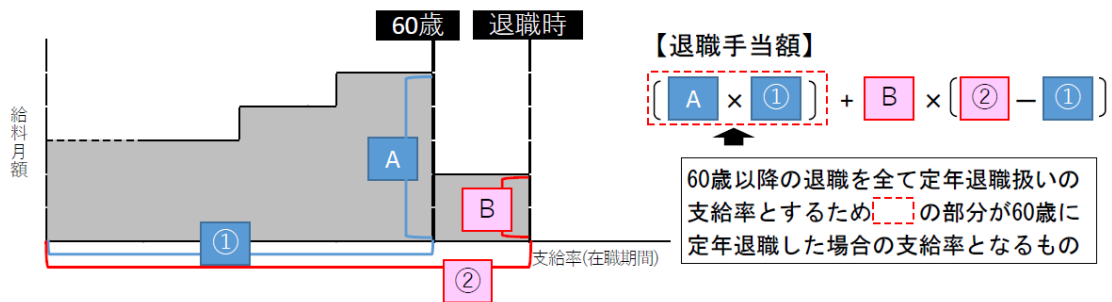 60歳
退職時
給料月額
A
B
①
②
支給率(在職期間)
【退職手当額】
( A × ① ) + B × ( ② － ① )
60歳以降の退職を全て定年退職扱いの
支給率とするため の部分が60歳に
定年退職した場合の支給率となるもの